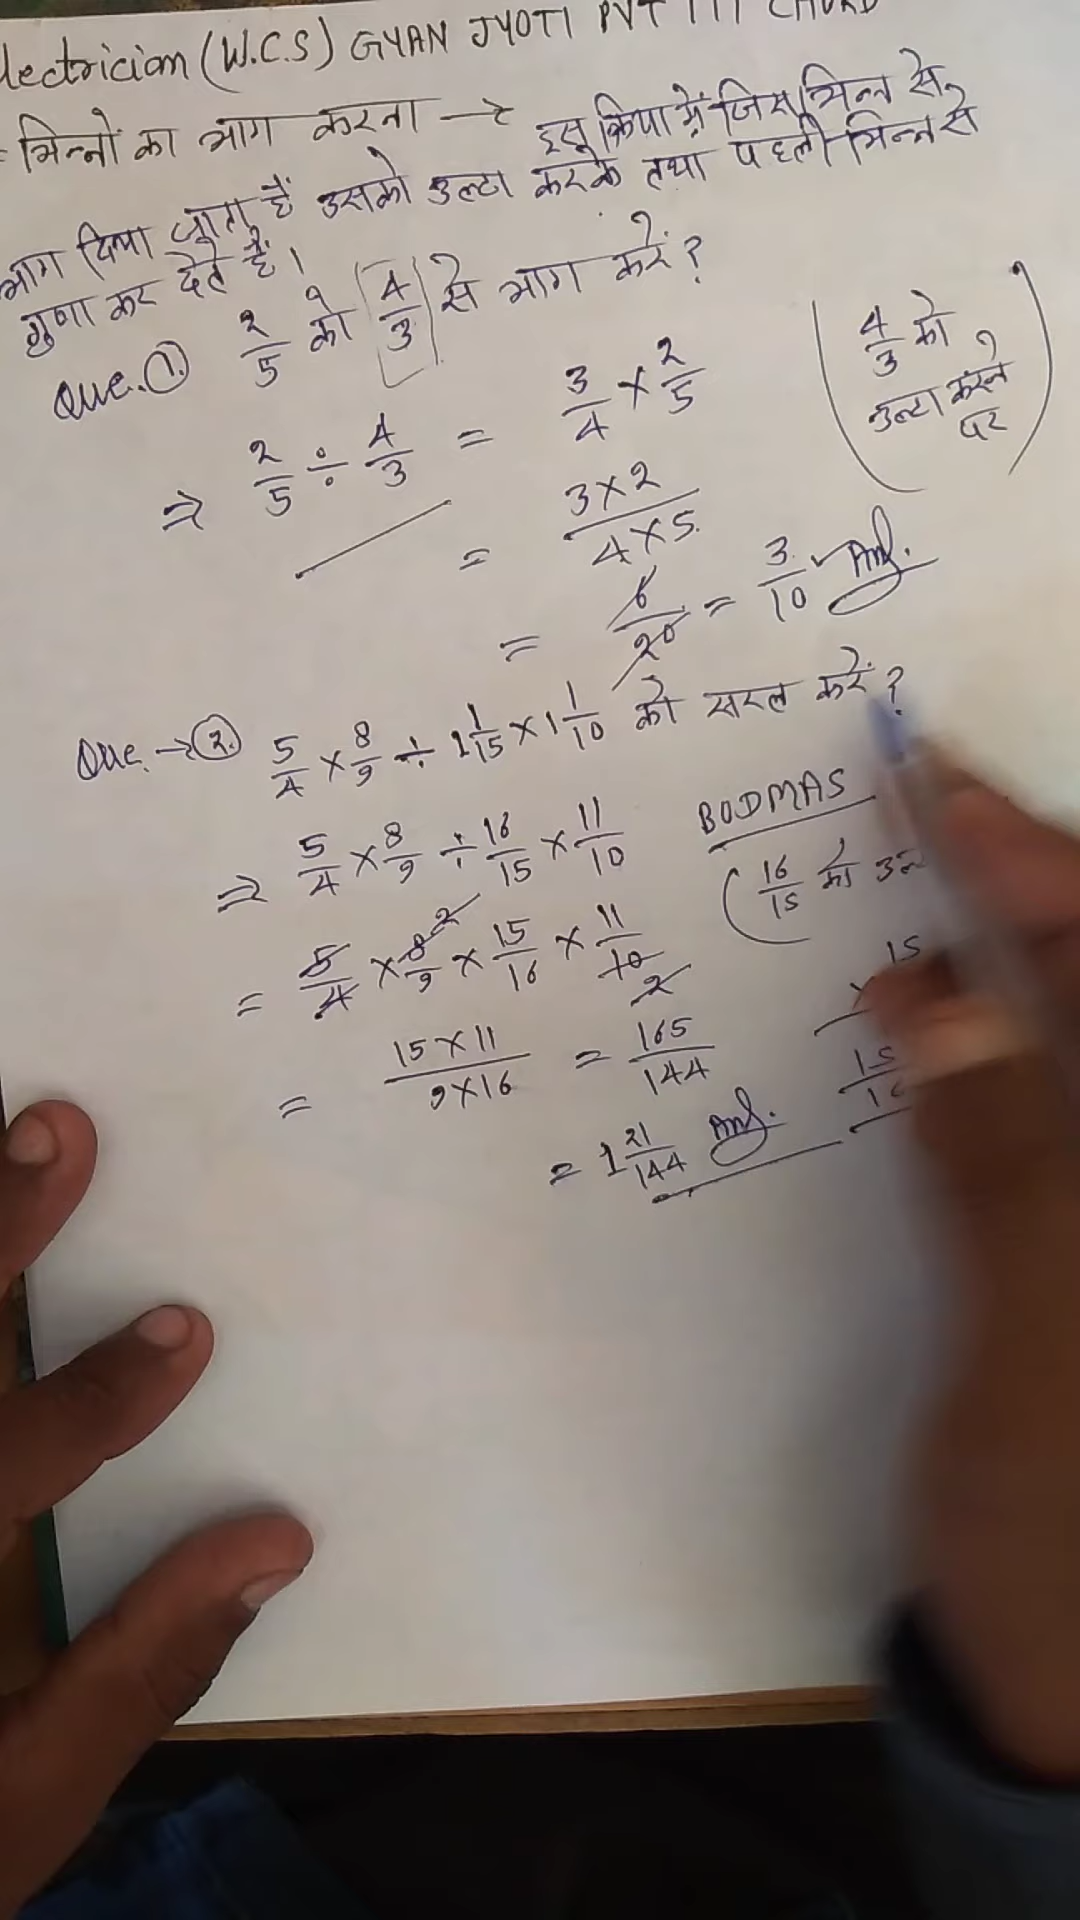 lectrician (W.C.S) GYAN JYOTI PVT ITI
भिन्नों का भाग करना → इस क्रिया में जिस भिन्न से
भाग दिया जाता हैं उसको उल्टा करके तथा पहली भिन्न से
गुणा कर देते हैं।
Que. ①. 2/5 को 4/3 से भाग करें?
⇒ 2/5 ÷ 4/3 = 3/4 × 2/5
(4/3 को उल्टा करने पर)
= 3×2/4×5
= 6/20 = 3/10 Ans.
Que. → ②. 5/4 × 8/9 ÷ 1 1/15 × 1 1/10 को सरल करें?
⇒ 5/4 × 8/9 ÷ 16/15 × 11/10
BODMAS
(16/15 को
= 5/4 × 8/9 2 × 15/16 × 11/10 2
= 15×11/9×16 = 165/144
= 1 21/144 Ans.
15
×
15